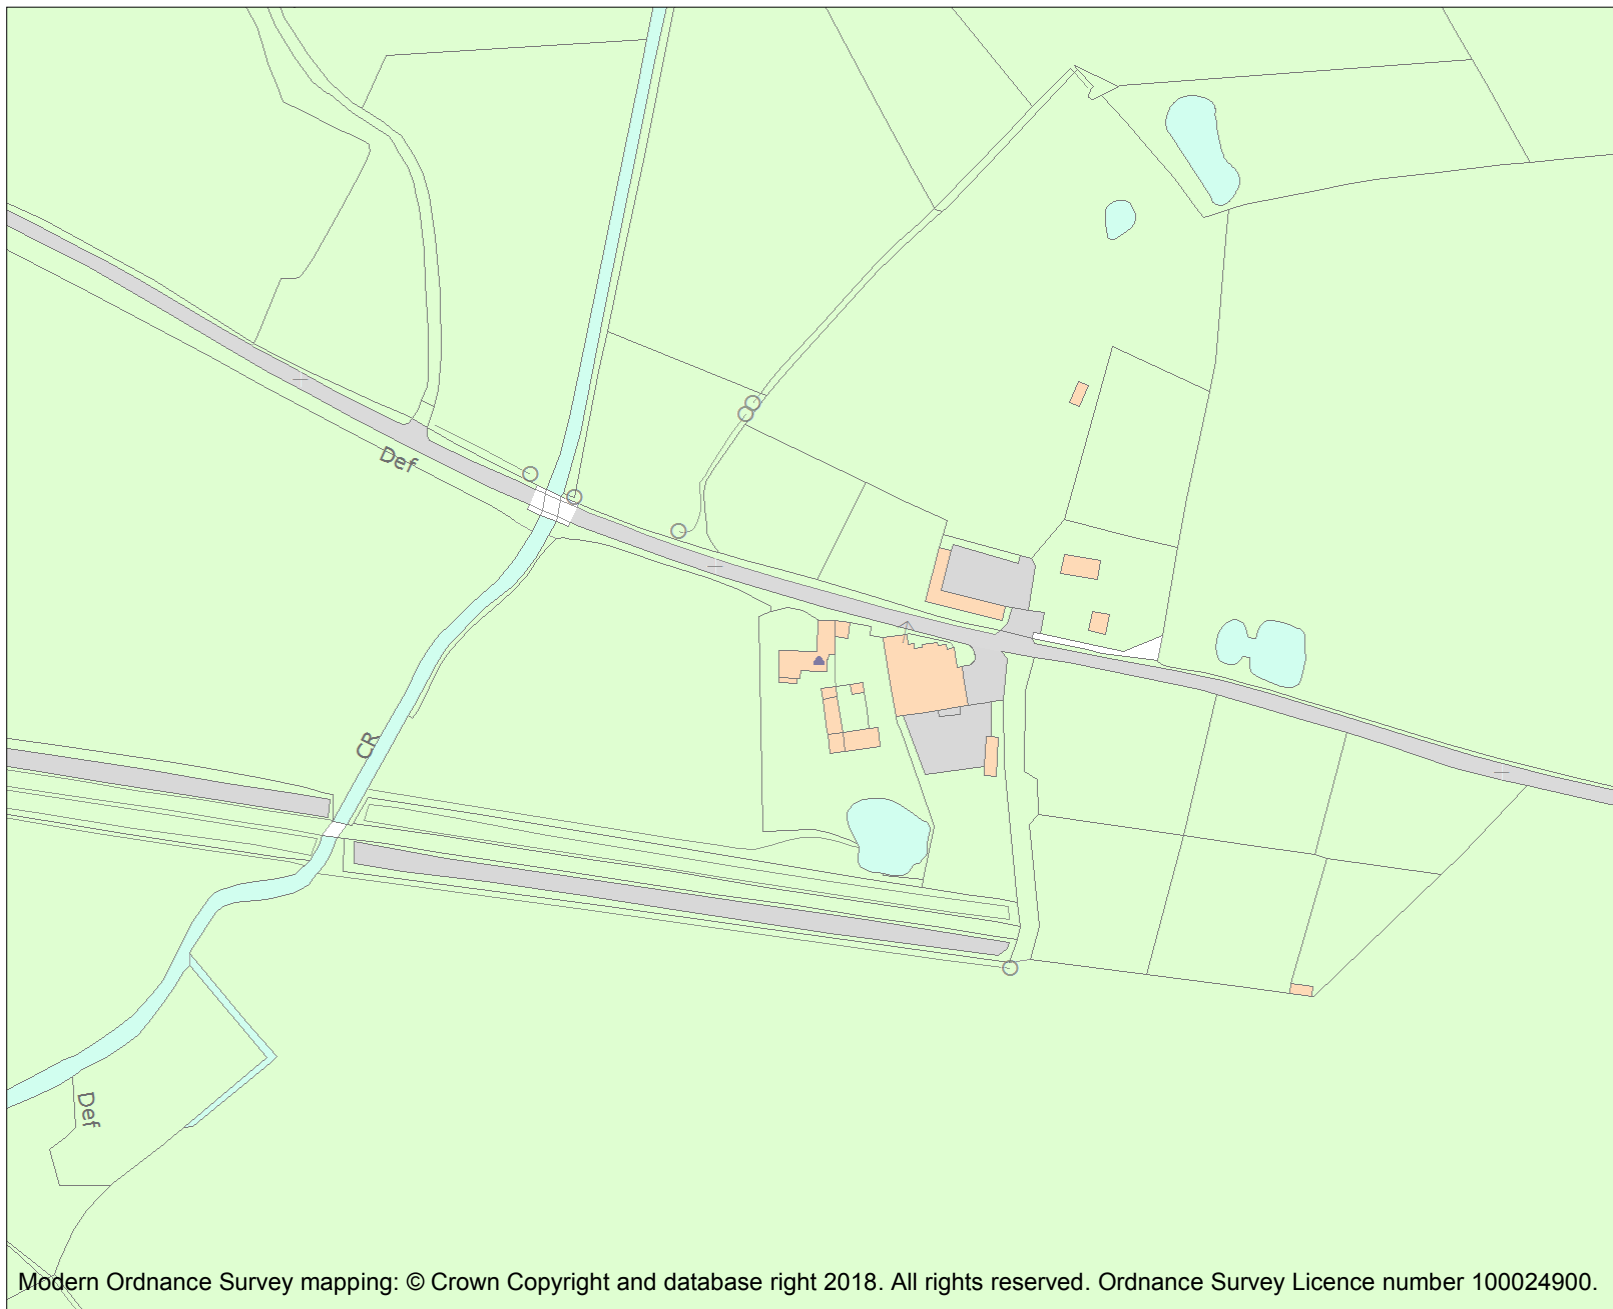 Def
CR
Def
Modern Ordnance Survey mapping: © Crown Copyright and database right 2018. All rights reserved. Ordnance Survey Licence number 100024900.